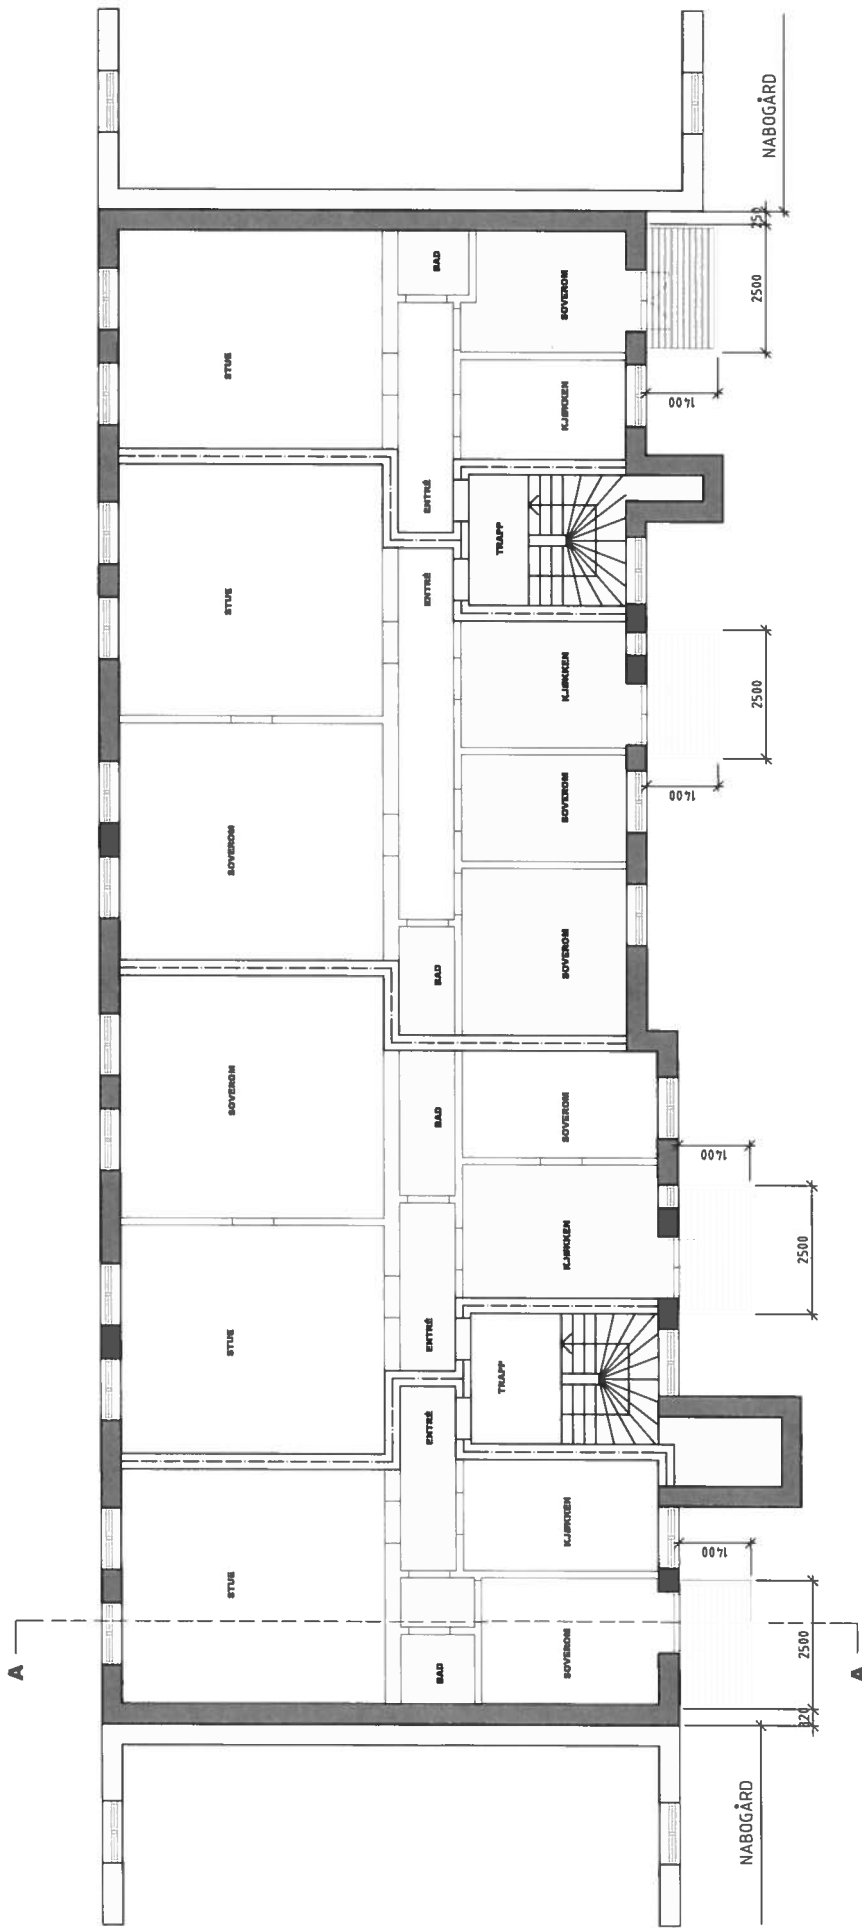 NABOGÅRD
250
2500
1400
BAD
SOVEROM
STUE
KJØKKEN
ENTRÉ
TRAPP
STUE
ENTRÉ
KJØKKEN
2500
1400
SOVEROM
SOVEROM
BAD
SOVEROM
SOVEROM
BAD
SOVEROM
1400
KJØKKEN
2500
STUE
ENTRÉ
TRAPP
ENTRÉ
KJØKKEN
1400
STUE
SOVEROM
BAD
2500
320
A
A
NABOGÅRD